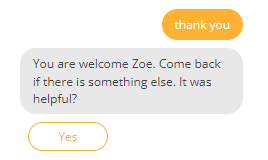 thank you
You are welcome Zoe. Come back
if there is something else. It was
helpful?
Yes